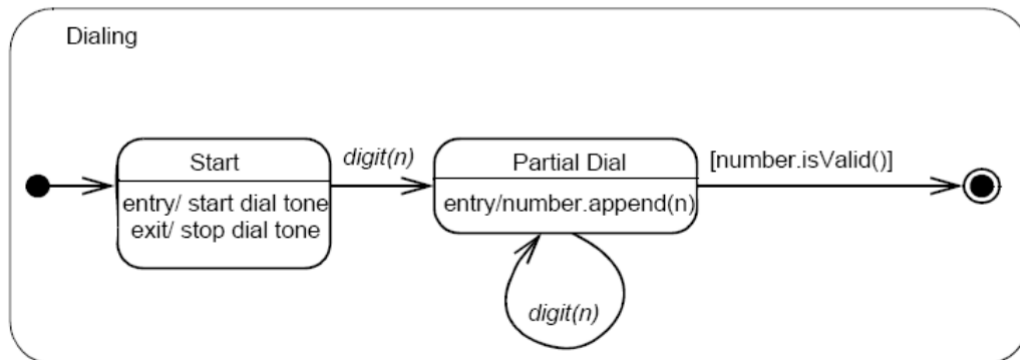 Dialing
Start
entry/ start dial tone
exit/ stop dial tone
digit(n)
Partial Dial
entry/number.append(n)
digit(n)
[number.isValid()]